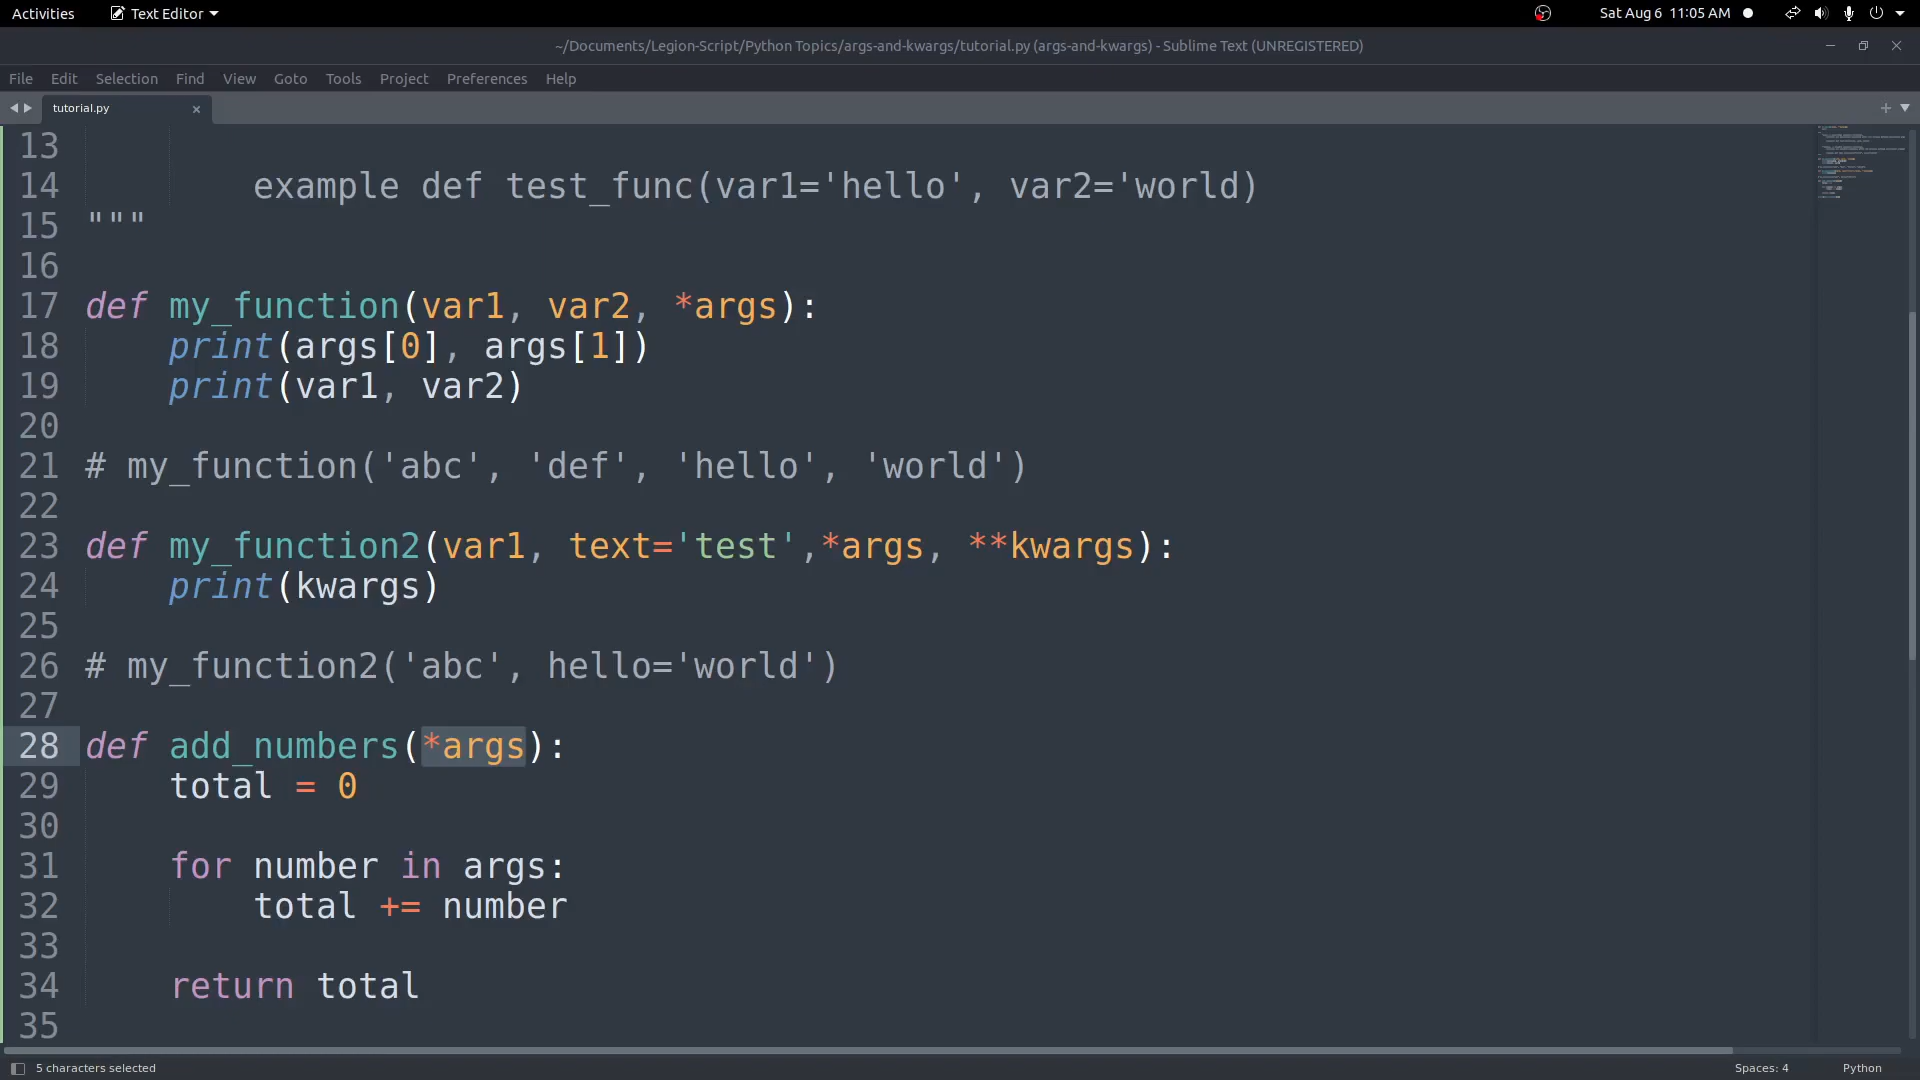 Activities
Text Editor
Sat Aug 6 11:05 AM
~/Documents/Legion-Script/Python Topics/args-and-kwargs/tutorial.py (args-and-kwargs) - Sublime Text (UNREGISTERED)
File Edit Selection Find View Goto Tools Project Preferences Help
tutorial.py
13
14 example def test_func(var1='hello', var2='world)
15 """
16
17 def my_function(var1, var2, *args):
18 print(args[0], args[1])
19 print(var1, var2)
20
21 # my_function('abc', 'def', 'hello', 'world')
22
23 def my_function2(var1, text='test',*args, **kwargs):
24 print(kwargs)
25
26 # my_function2('abc', hello='world')
27
28 def add_numbers(*args):
29 total = 0
30
31 for number in args:
32 total += number
33
34 return total
35
5 characters selected
Spaces: 4
Python